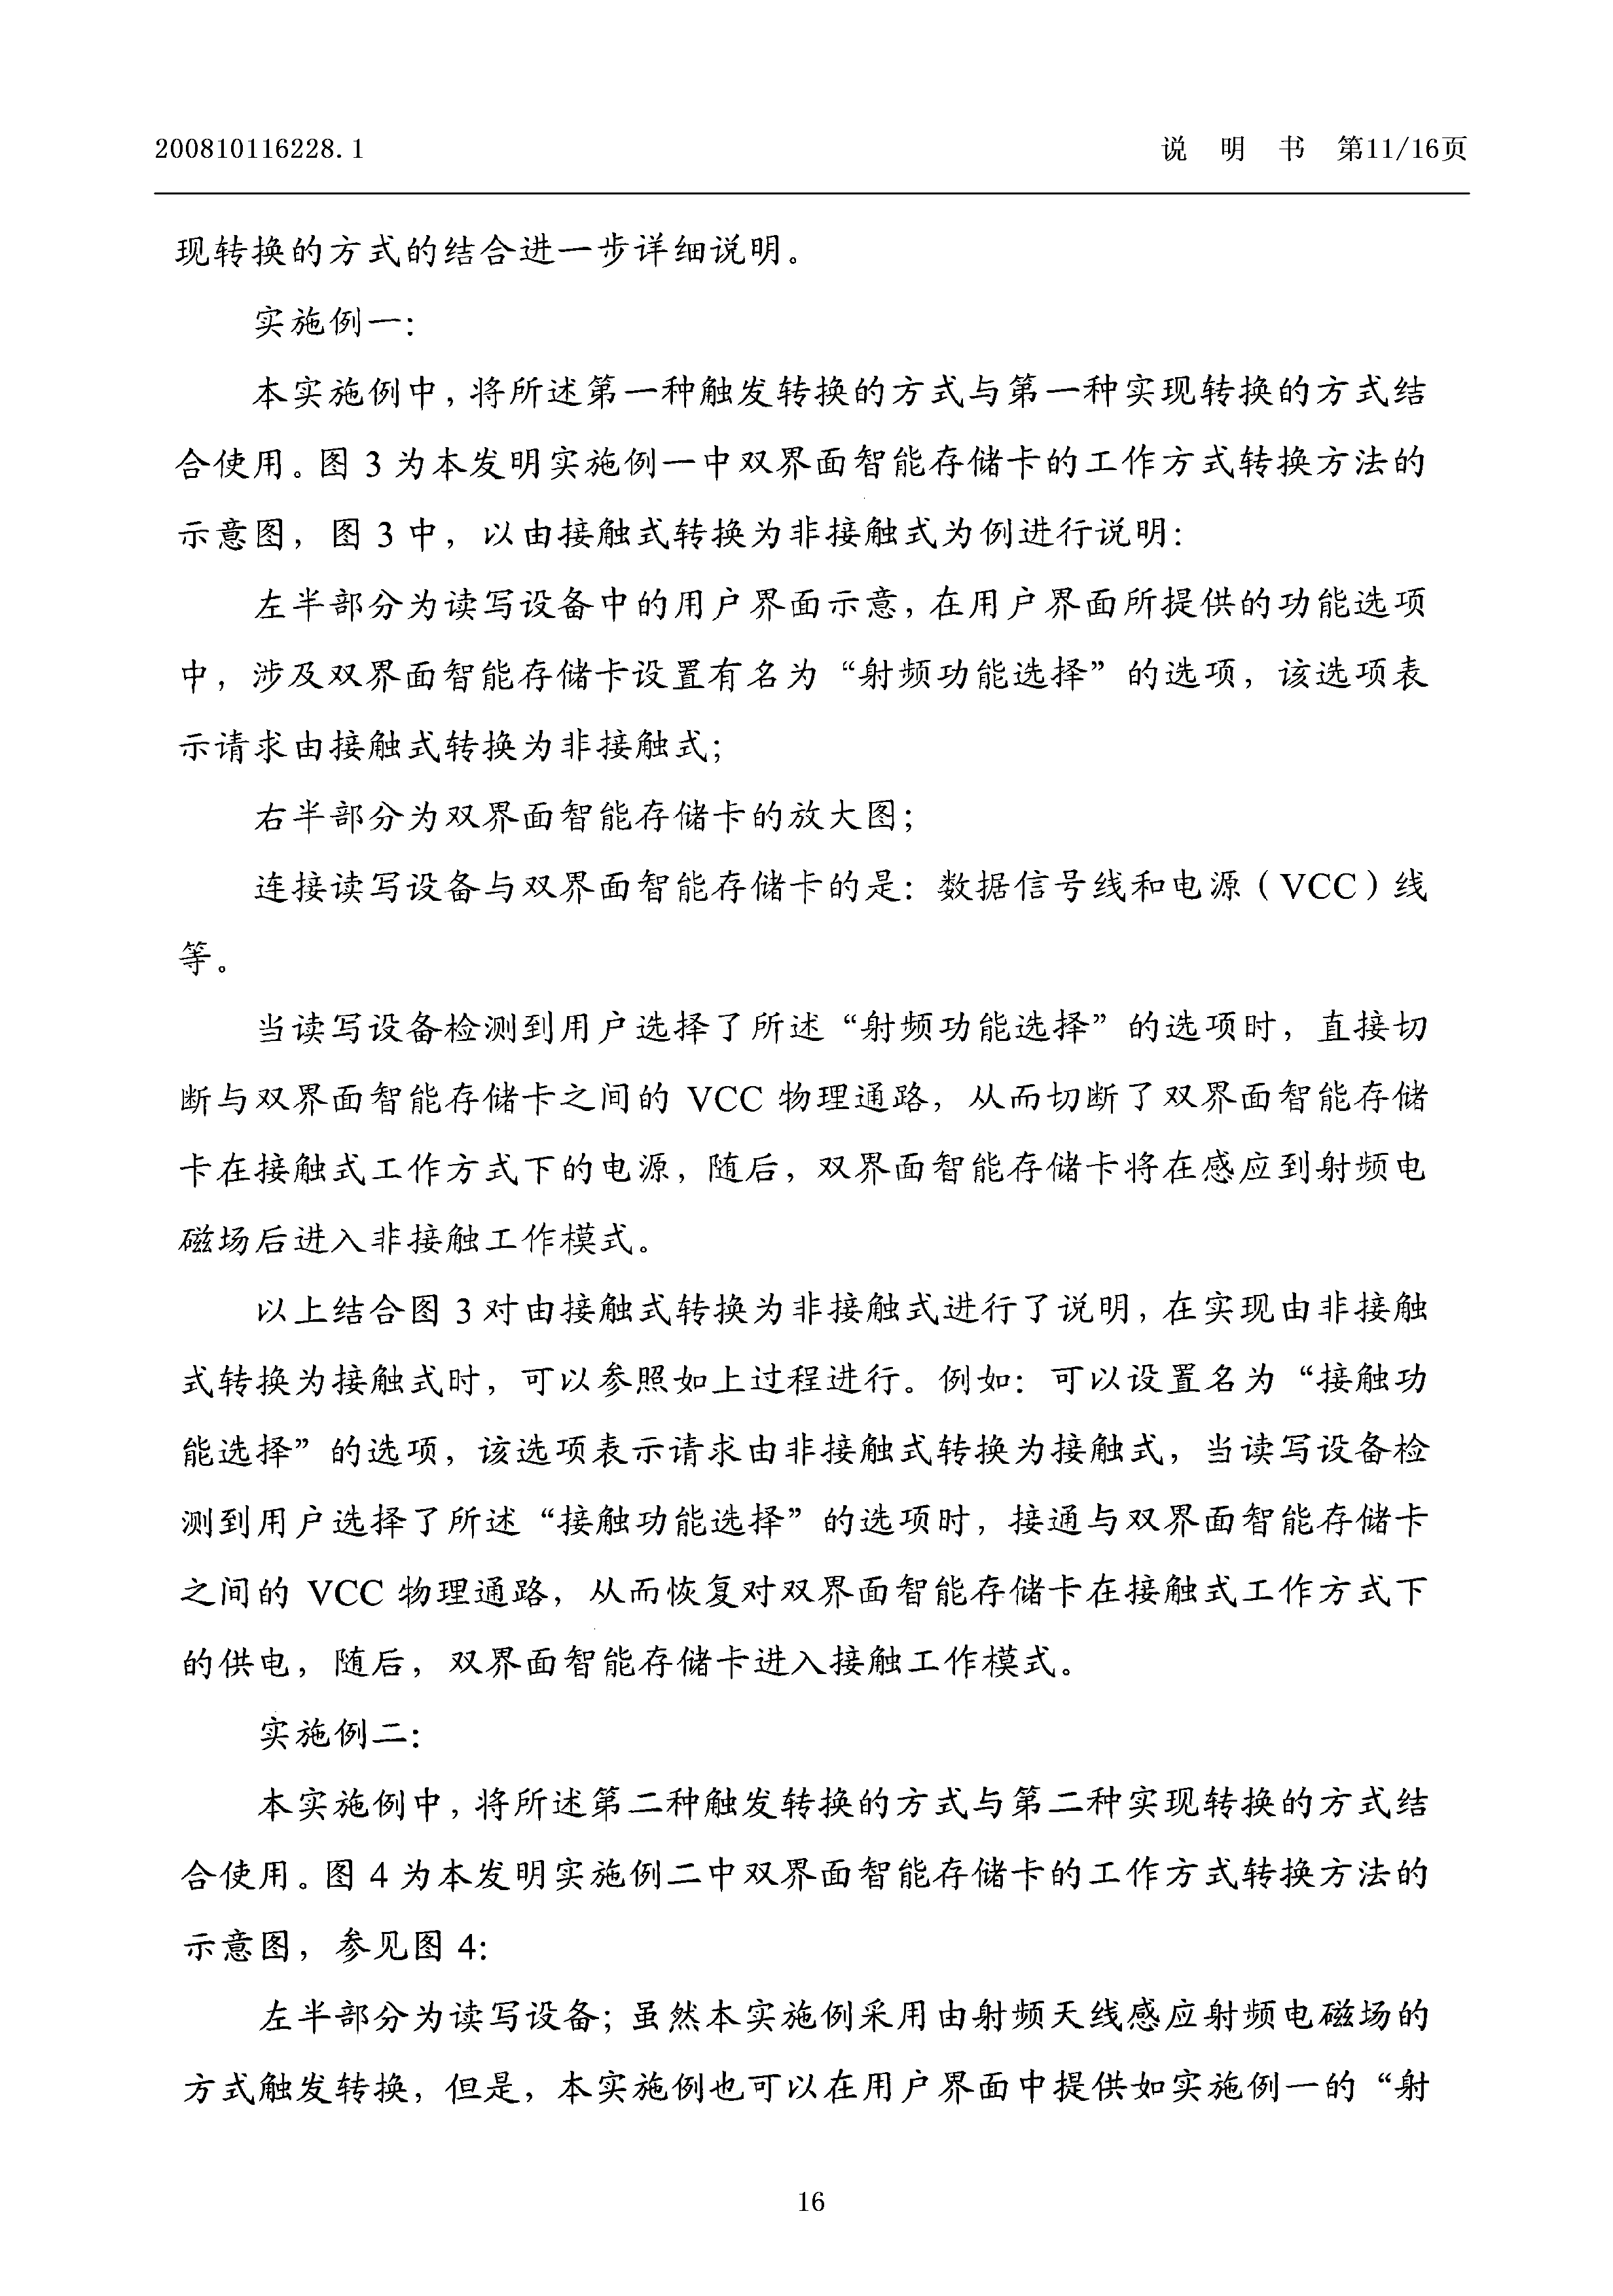 200810116228.1 说 明 书 第11/16页
现转换的方式的结合进一步详细说明。
实施例一：
本实施例中，将所述第一种触发转换的方式与第一种实现转换的方式结
合使用。图 3 为本发明实施例一中双界面智能存储卡的工作方式转换方法的
示意图，图 3 中，以由接触式转换为非接触式为例进行说明：
左半部分为读写设备中的用户界面示意，在用户界面所提供的功能选项
中，涉及双界面智能存储卡设置有名为“射频功能选择”的选项，该选项表
示请求由接触式转换为非接触式；
右半部分为双界面智能存储卡的放大图；
连接读写设备与双界面智能存储卡的是：数据信号线和电源（VCC）线
等。
当读写设备检测到用户选择了所述“射频功能选择”的选项时，直接切
断与双界面智能存储卡之间的 VCC 物理通路，从而切断了双界面智能存储
卡在接触式工作方式下的电源，随后，双界面智能存储卡将在感应到射频电
磁场后进入非接触工作模式。
以上结合图 3 对由接触式转换为非接触式进行了说明，在实现由非接触
式转换为接触式时，可以参照如上过程进行。例如：可以设置名为“接触功
能选择”的选项，该选项表示请求由非接触式转换为接触式，当读写设备检
测到用户选择了所述“接触功能选择”的选项时，接通与双界面智能存储卡
之间的 VCC 物理通路，从而恢复对双界面智能存储卡在接触式工作方式下
的供电，随后，双界面智能存储卡进入接触工作模式。
实施例二：
本实施例中，将所述第二种触发转换的方式与第二种实现转换的方式结
合使用。图 4 为本发明实施例二中双界面智能存储卡的工作方式转换方法的
示意图，参见图 4：
左半部分为读写设备；虽然本实施例采用由射频天线感应射频电磁场的
方式触发转换，但是，本实施例也可以在用户界面中提供如实施例一的“射
16